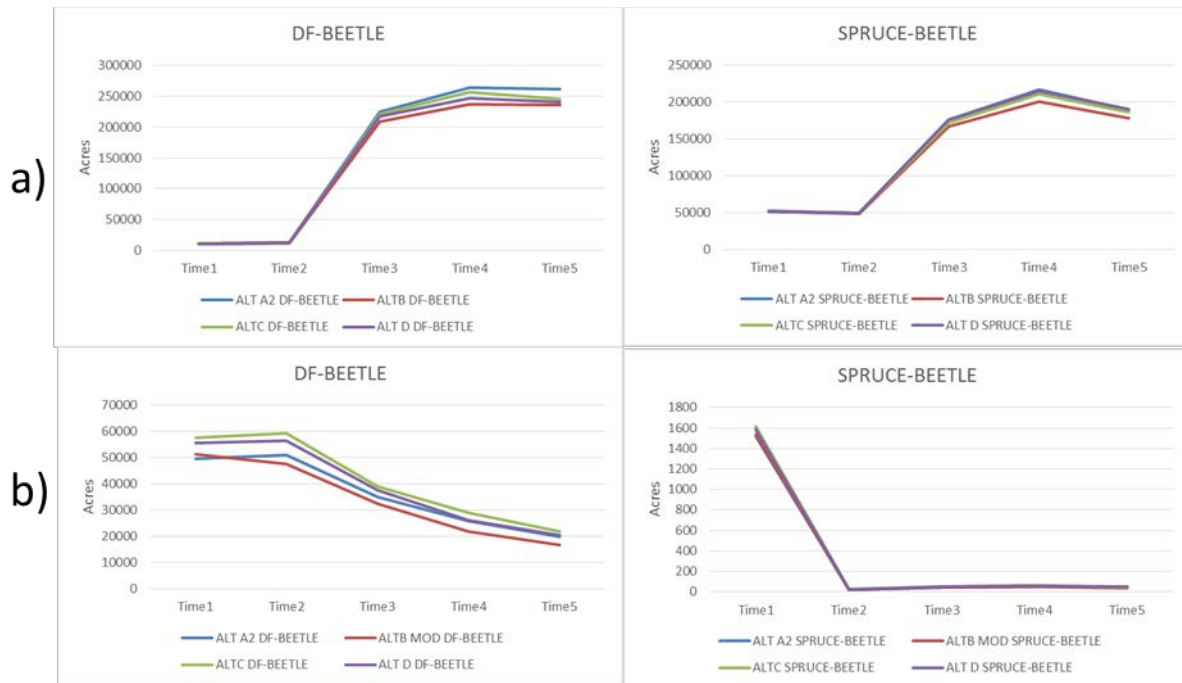 a)
DF-BEETLE
Acres
300000
250000
200000
150000
100000
50000
0
Time1 Time2 Time3 Time4 Time5
ALT A2 DF-BEETLE ALTB DF-BEETLE
ALTC DF-BEETLE ALT D DF-BEETLE
SPRUCE-BEETLE
Acres
250000
200000
150000
100000
50000
0
Time1 Time2 Time3 Time4 Time5
ALT A2 SPRUCE-BEETLE ALTB SPRUCE-BEETLE
ALTC SPRUCE-BEETLE ALT D SPRUCE-BEETLE
b)
DF-BEETLE
Acres
70000
60000
50000
40000
30000
20000
10000
0
Time1 Time2 Time3 Time4 Time5
ALT A2 DF-BEETLE ALTB MOD DF-BEETLE
ALTC DF-BEETLE ALT D DF-BEETLE
SPRUCE-BEETLE
Acres
1800
1600
1400
1200
1000
800
600
400
200
0
Time1 Time2 Time3 Time4 Time5
ALT A2 SPRUCE-BEETLE ALTB MOD SPRUCE-BEETLE
ALTC SPRUCE-BEETLE ALT D SPRUCE-BEETLE